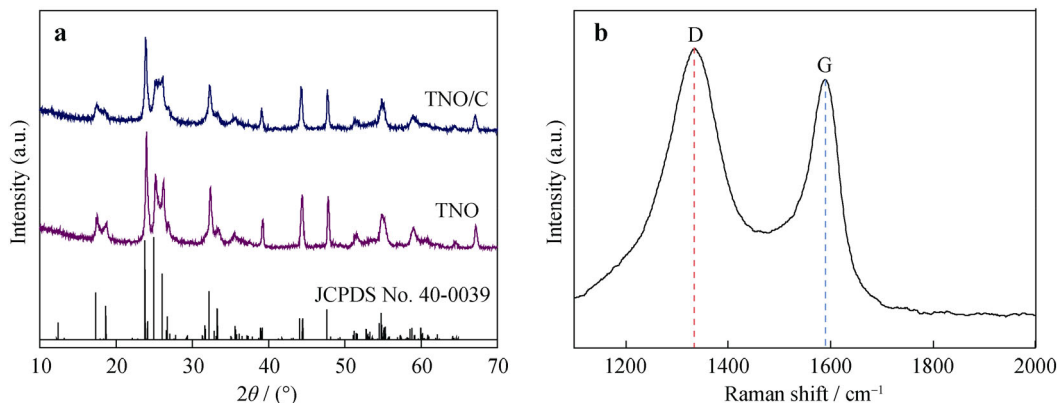 a
TNO/C
TNO
JCPDS No. 40-0039
Intensity (a.u.)
10 20 30 40 50 60 70
2θ / (°)
b
D
G
Intensity (a.u.)
1200 1400 1600 1800 2000
Raman shift / cm⁻¹